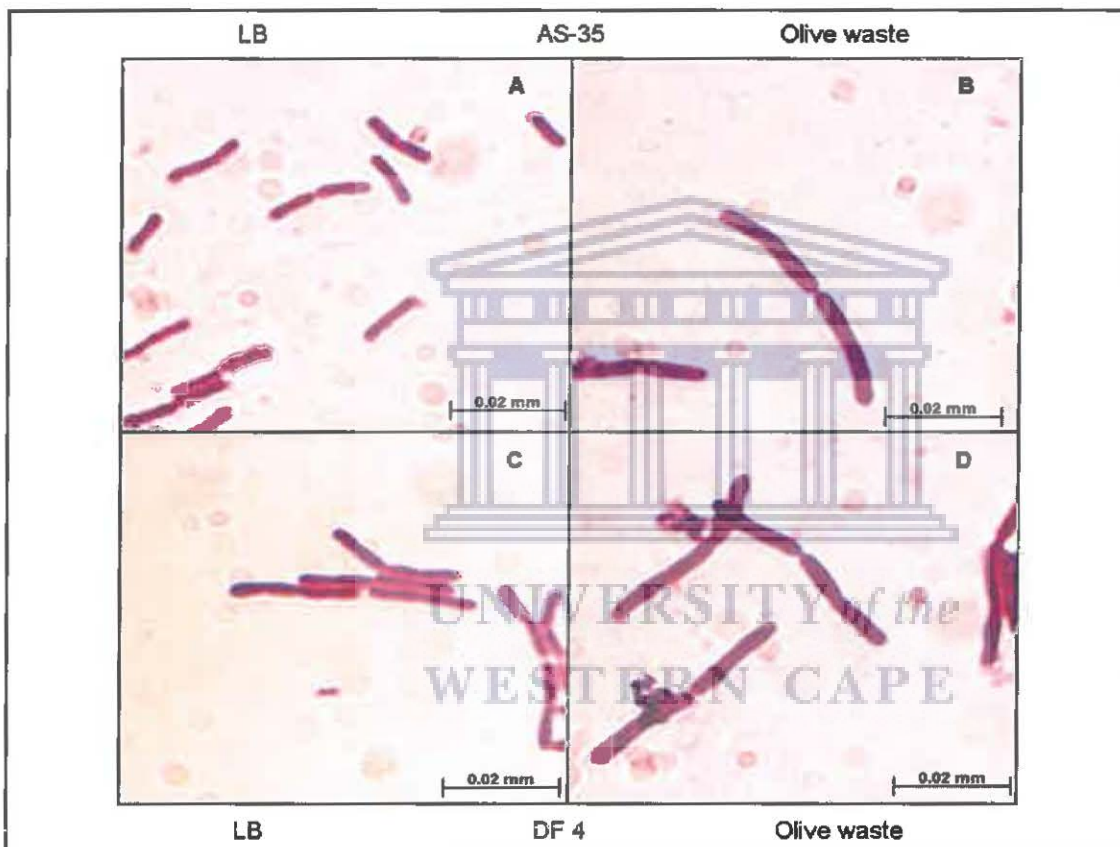 LB AS-35 Olive waste
A B
0.02 mm 0.02 mm
C D
UNIVERSITY of the
WESTERN CAPE
0.02 mm 0.02 mm
LB DF 4 Olive waste